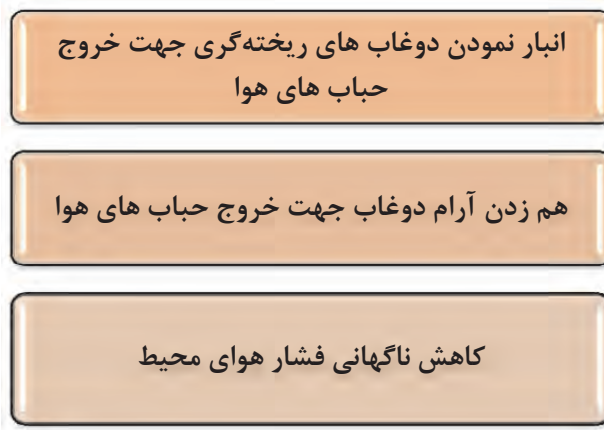 انبار نمودن دوغاب های ریخته‌گری جهت خروج
حباب های هوا
هم زدن آرام دوغاب جهت خروج حباب های هوا
کاهش ناگهانی فشار هوای محیط